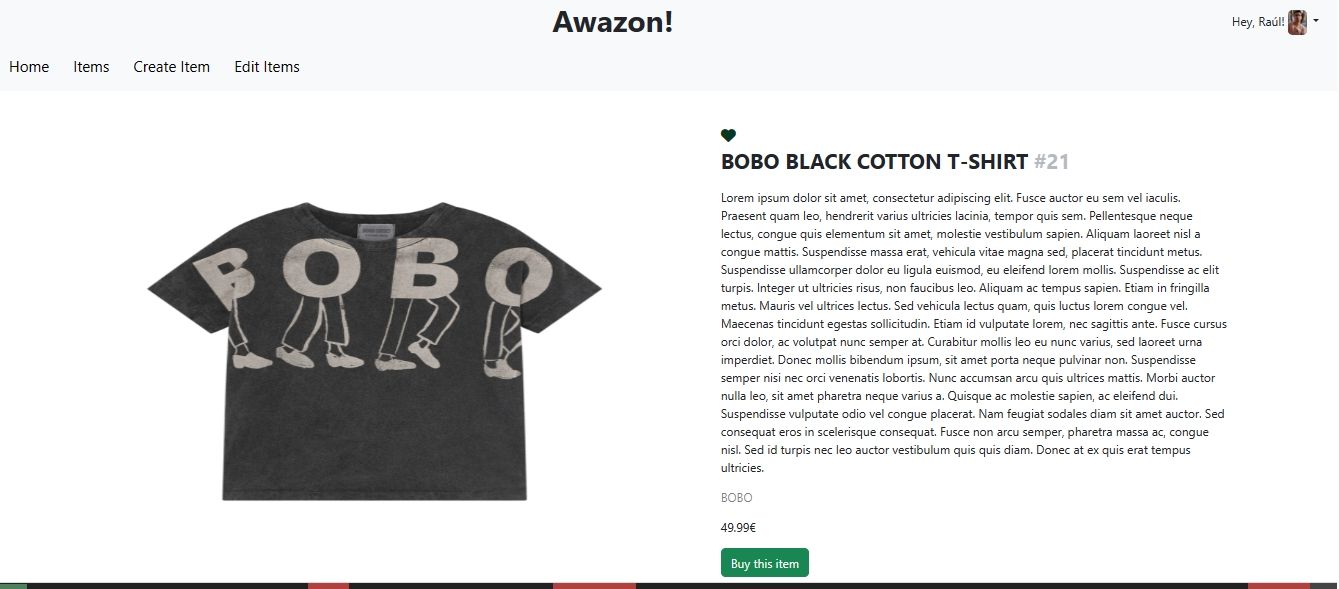 Awazon!
Hey, Raúl!
Home Items Create Item Edit Items
BOBO BLACK COTTON T-SHIRT #21
Lorem ipsum dolor sit amet, consectetur adipiscing elit. Fusce auctor eu sem vel iaculis.
Praesent quam leo, hendrerit varius ultricies lacinia, tempor quis sem. Pellentesque neque
lectus, congue quis elementum sit amet, molestie vestibulum sapien. Aliquam laoreet nisl a
congue mattis. Suspendisse massa erat, vehicula vitae magna sed, placerat tincidunt metus.
Suspendisse ullamcorper dolor eu ligula euismod, eu eleifend lorem mollis. Suspendisse ac elit
turpis. Integer ut ultricies risus, non faucibus leo. Aliquam ac tempus sapien. Etiam in fringilla
metus. Mauris vel ultrices lectus. Sed vehicula lectus quam, quis luctus lorem congue vel.
Maecenas tincidunt egestas sollicitudin. Etiam id vulputate lorem, nec sagittis ante. Fusce cursus
orci dolor, ac volutpat nunc semper at. Curabitur mollis leo eu nunc varius, sed laoreet urna
imperdiet. Donec mollis bibendum ipsum, sit amet porta neque pulvinar non. Suspendisse
semper nisi nec orci venenatis lobortis. Nunc accumsan arcu quis ultrices mattis. Morbi auctor
nulla leo, sit amet pharetra neque varius a. Quisque ac molestie sapien, ac eleifend dui.
Suspendisse vulputate odio vel congue placerat. Nam feugiat sodales diam sit amet auctor. Sed
consequat eros in scelerisque consequat. Fusce non arcu semper, pharetra massa ac, congue
nisl. Sed id turpis nec leo auctor vestibulum quis quis diam. Donec at ex quis erat tempus
ultricies.
BOBO
49.99€
Buy this item
BOBO